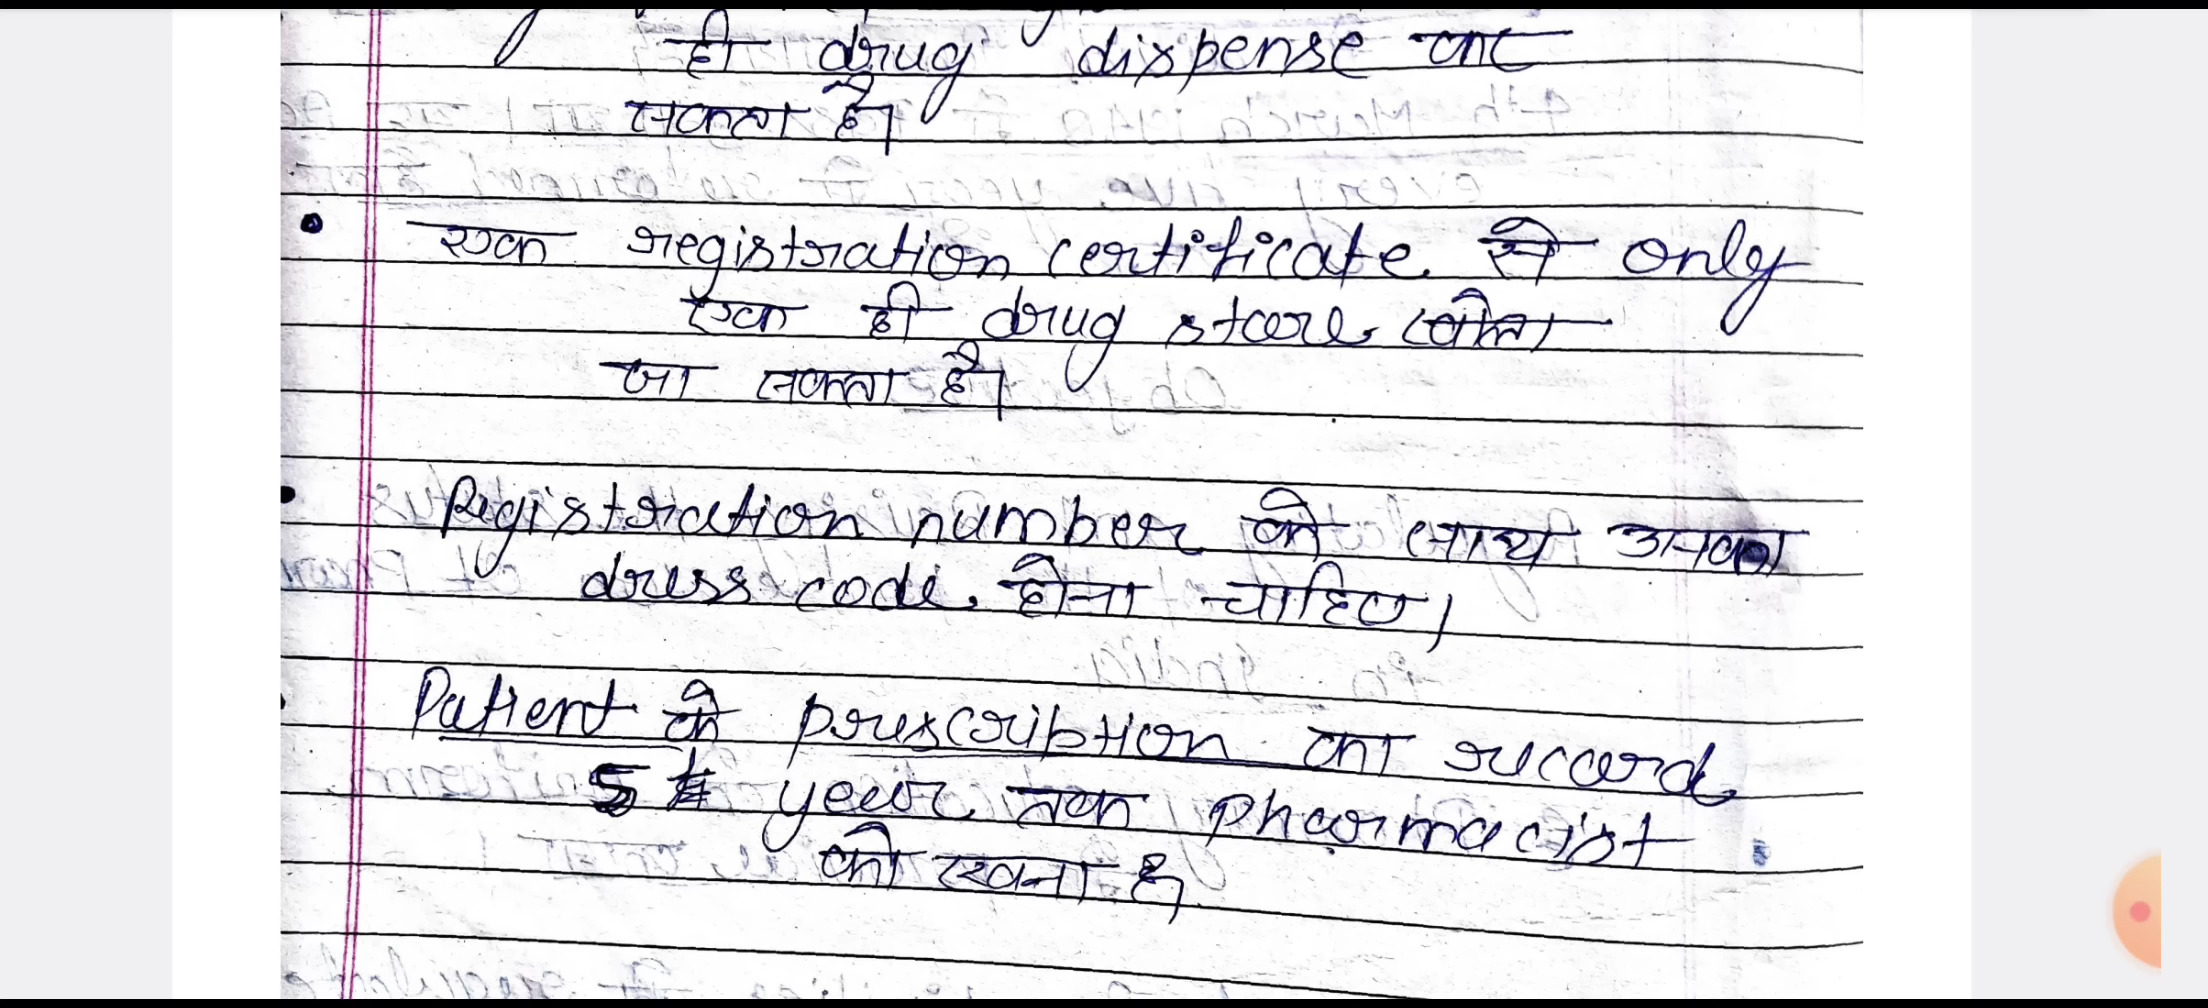 ही drug dispense कर
सकता है।
• एक registration certificate से only
एक ही drug store खोला
जा सकता है।
• Registration number के साथ उनका
dress code होना चाहिए।
Patient के prescription का record
5 year तक pharmacist
को रखना है